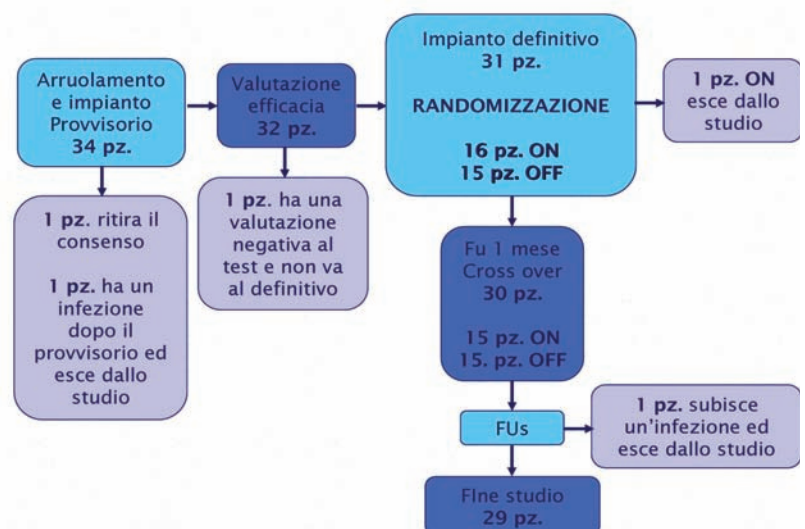 Arruolamento
e impianto
Provvisorio
34 pz.
Valutazione
efficacia
32 pz.
Impianto definitivo
31 pz.
RANDOMIZZAZIONE
16 pz. ON
15 pz. OFF
1 pz. ON
esce dallo
studio
1 pz. ritira il
consenso
1 pz. ha un
infezione
dopo il
provvisorio ed
esce dallo
studio
1 pz. ha una
valutazione
negativa al
test e non va
al definitivo
Fu 1 mese
Cross over
30 pz.
15 pz. ON
15. pz. OFF
FUs
1 pz. subisce
un'infezione ed
esce dallo studio
FIne studio
29 pz.